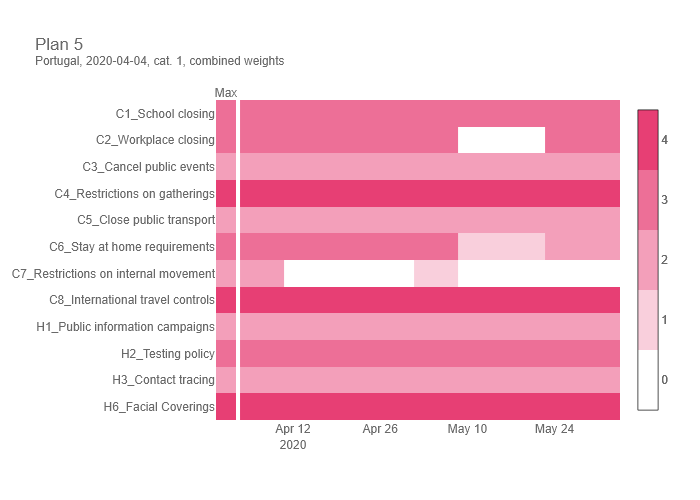 Plan 5
Portugal, 2020-04-04, cat. 1, combined weights
Max
C1_School closing
C2_Workplace closing
C3_Cancel public events
C4_Restrictions on gatherings
C5_Close public transport
C6_Stay at home requirements
C7_Restrictions on internal movement
C8_International travel controls
H1_Public information campaigns
H2_Testing policy
H3_Contact tracing
H6_Facial Coverings
Apr 12
2020
Apr 26
May 10
May 24
4
3
2
1
0